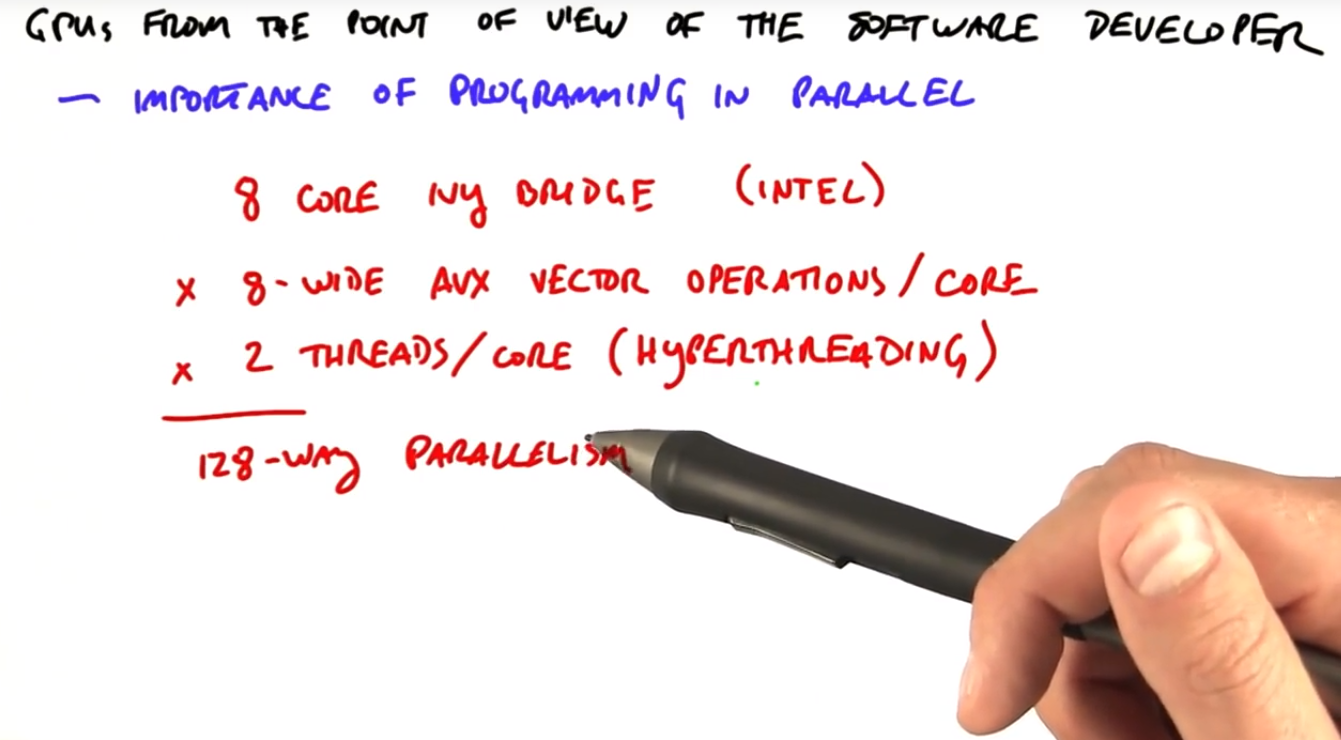 GPUs FROM THE POINT OF VIEW OF THE SOFTWARE DEVELOPER
— IMPORTANCE OF PROGRAMMING IN PARALLEL
8 CORE IVY BRIDGE (INTEL)
x 8-WIDE AVX VECTOR OPERATIONS/CORE
x 2 THREADS/CORE (HYPERTHREADING)
128-WAY PARALLELISM